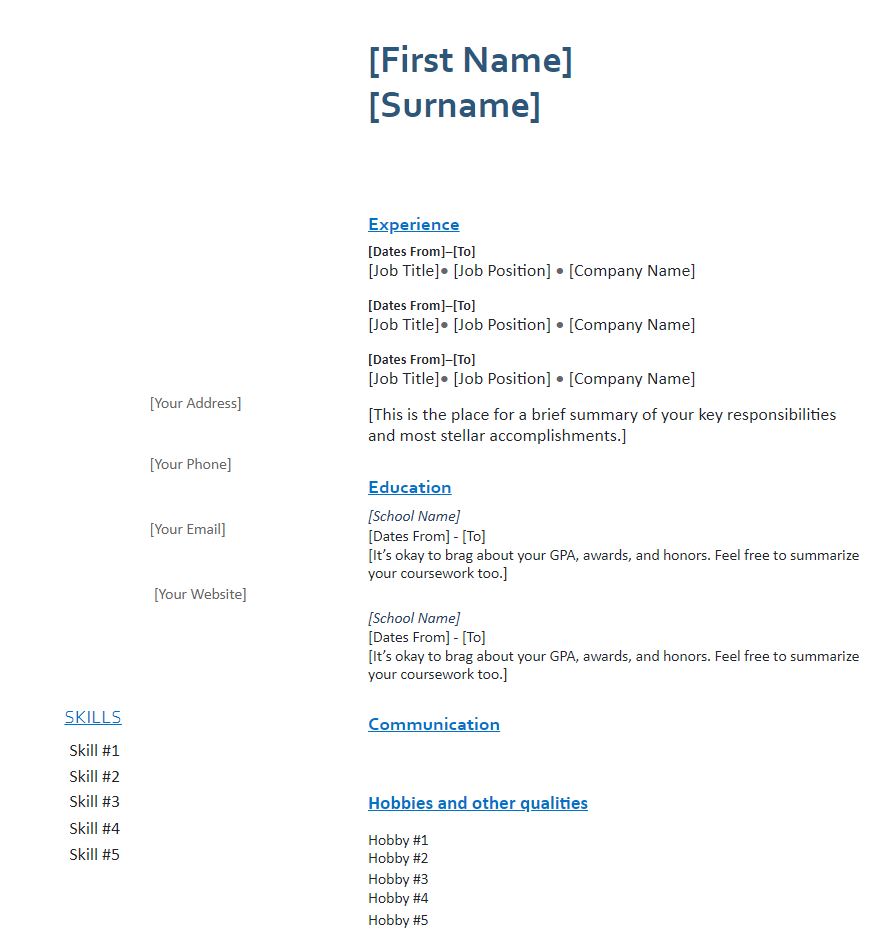 [First Name]
[Surname]
[Your Address]
[Your Phone]
[Your Email]
[Your Website]
SKILLS
Skill #1
Skill #2
Skill #3
Skill #4
Skill #5
Experience
[Dates From]–[To]
[Job Title]● [Job Position] ● [Company Name]
[Dates From]–[To]
[Job Title]● [Job Position] ● [Company Name]
[Dates From]–[To]
[Job Title]● [Job Position] ● [Company Name]
[This is the place for a brief summary of your key responsibilities
and most stellar accomplishments.]
Education
[School Name]
[Dates From] - [To]
[It’s okay to brag about your GPA, awards, and honors. Feel free to summarize
your coursework too.]
[School Name]
[Dates From] - [To]
[It’s okay to brag about your GPA, awards, and honors. Feel free to summarize
your coursework too.]
Communication
Hobbies and other qualities
Hobby #1
Hobby #2
Hobby #3
Hobby #4
Hobby #5